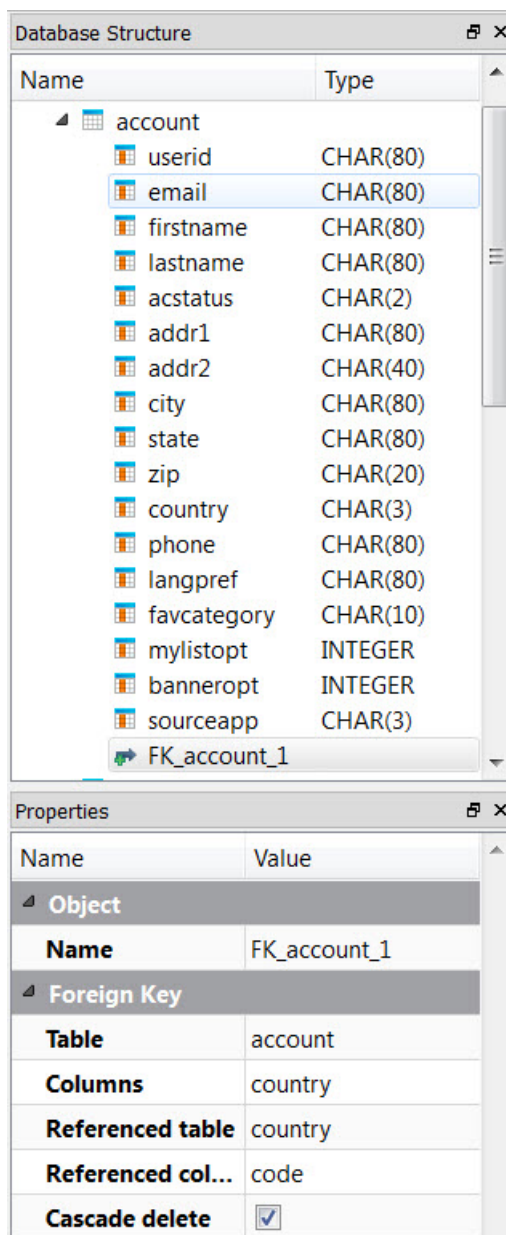 Database Structure
Name Type
account
userid CHAR(80)
email CHAR(80)
firstname CHAR(80)
lastname CHAR(80)
acstatus CHAR(2)
addr1 CHAR(80)
addr2 CHAR(40)
city CHAR(80)
state CHAR(80)
zip CHAR(20)
country CHAR(3)
phone CHAR(80)
langpref CHAR(80)
favcategory CHAR(10)
mylistopt INTEGER
banneropt INTEGER
sourceapp CHAR(3)
FK_account_1
Properties
Name Value
Object
Name FK_account_1
Foreign Key
Table account
Columns country
Referenced table country
Referenced col... code
Cascade delete